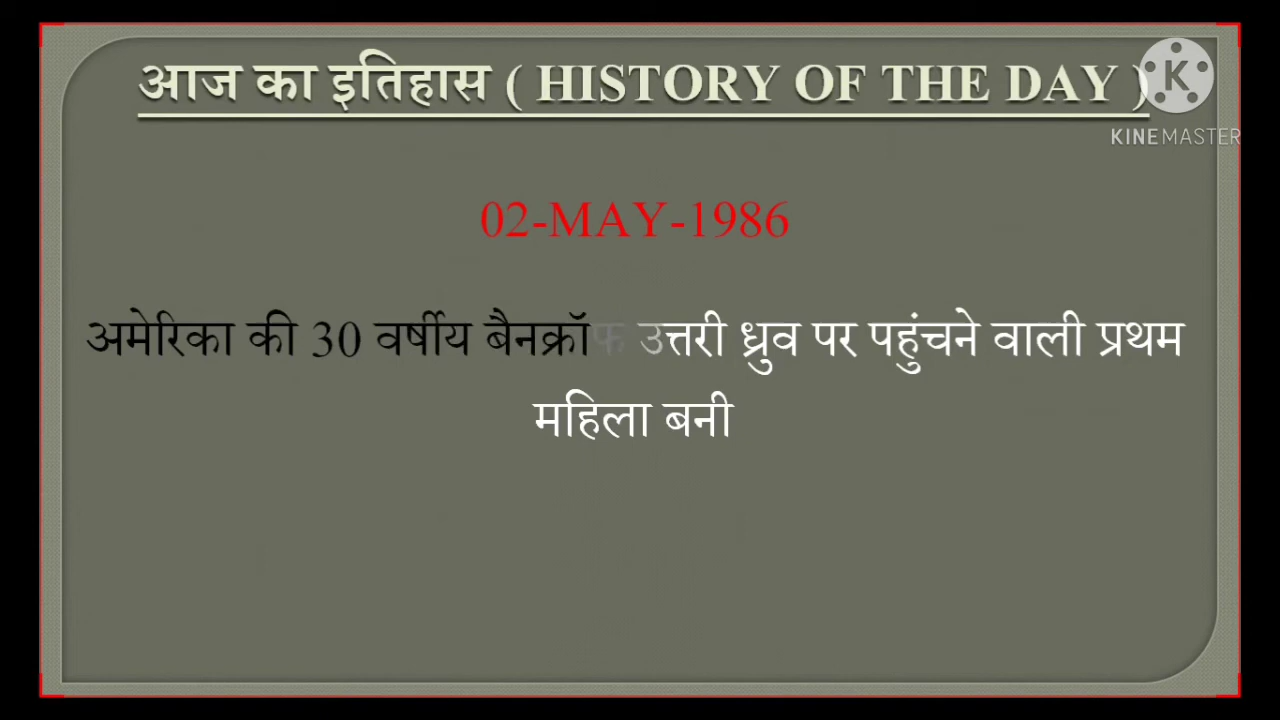 आज का इतिहास ( HISTORY OF THE DAY )
KINEMASTER
02-MAY-1986
अमेरिका की 30 वर्षीय बैनक्रॉफ उत्तरी ध्रुव पर पहुंचने वाली प्रथम
महिला बनी